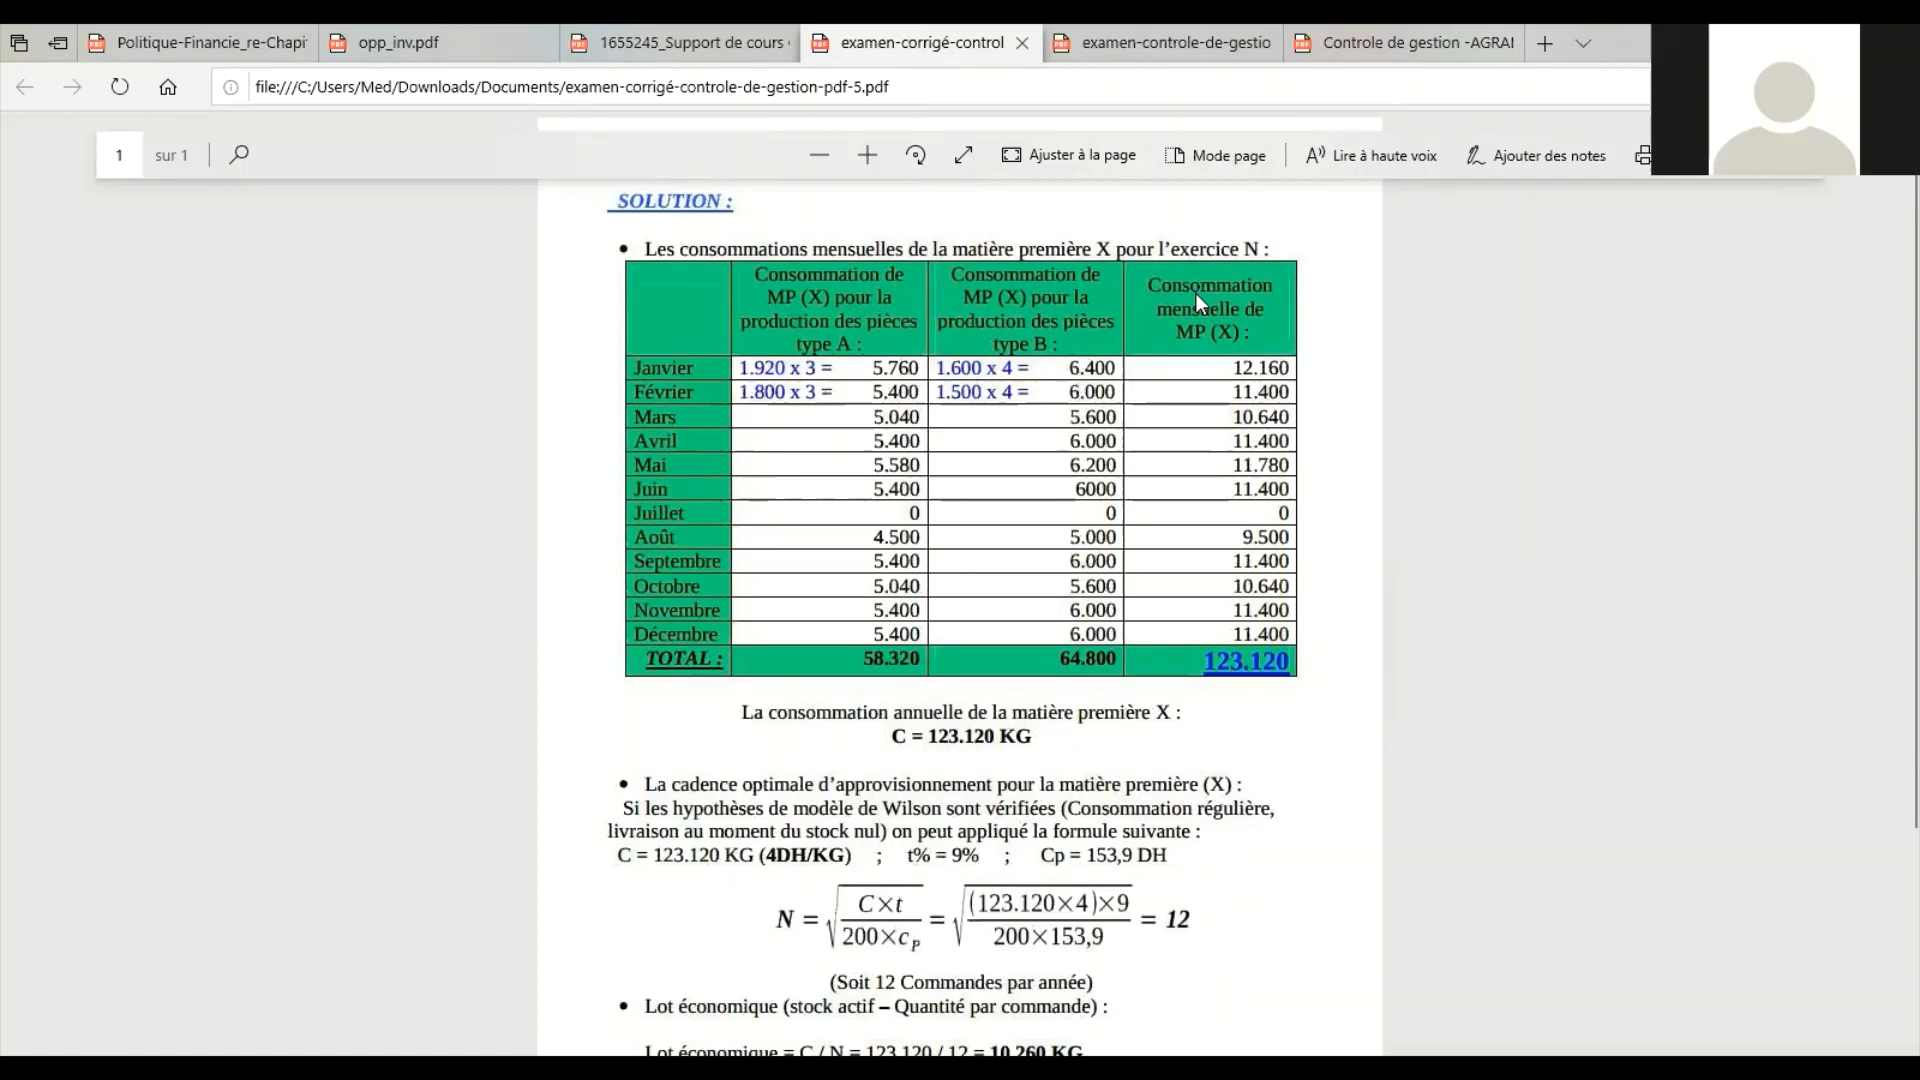 Politique-Financie_re-Chapi
opp_inv.pdf
1655245_Support de cours
examen-corrigé-control
examen-controle-de-gestio
Controle de gestion -AGRAI
file:///C:/Users/Med/Downloads/Documents/examen-corrigé-controle-de-gestion-pdf-5.pdf
1 sur 1
Ajuster à la page
Mode page
Lire à haute voix
Ajouter des notes
SOLUTION :
• Les consommations mensuelles de la matière première X pour l’exercice N :
Consommation de MP (X) pour la production des pièces type A :
Consommation de MP (X) pour la production des pièces type B :
Consommation mensuelle de MP (X) :
Janvier 1.920 x 3 = 5.760 1.600 x 4 = 6.400 12.160
Février 1.800 x 3 = 5.400 1.500 x 4 = 6.000 11.400
Mars 5.040 5.600 10.640
Avril 5.400 6.000 11.400
Mai 5.580 6.200 11.780
Juin 5.400 6000 11.400
Juillet 0 0 0
Août 4.500 5.000 9.500
Septembre 5.400 6.000 11.400
Octobre 5.040 5.600 10.640
Novembre 5.400 6.000 11.400
Décembre 5.400 6.000 11.400
TOTAL : 58.320 64.800 123.120
La consommation annuelle de la matière première X :
C = 123.120 KG
• La cadence optimale d’approvisionnement pour la matière première (X) :
Si les hypothèses de modèle de Wilson sont vérifiées (Consommation régulière,
livraison au moment du stock nul) on peut appliqué la formule suivante :
C = 123.120 KG (4DH/KG) ; t% = 9% ; Cp = 153,9 DH
N = √(C×t / 200×c_P) = √((123.120×4)×9 / 200×153,9) = 12
(Soit 12 Commandes par année)
• Lot économique (stock actif – Quantité par commande) :
Lot économique = C / N = 123.120 / 12 = 10.260 KG